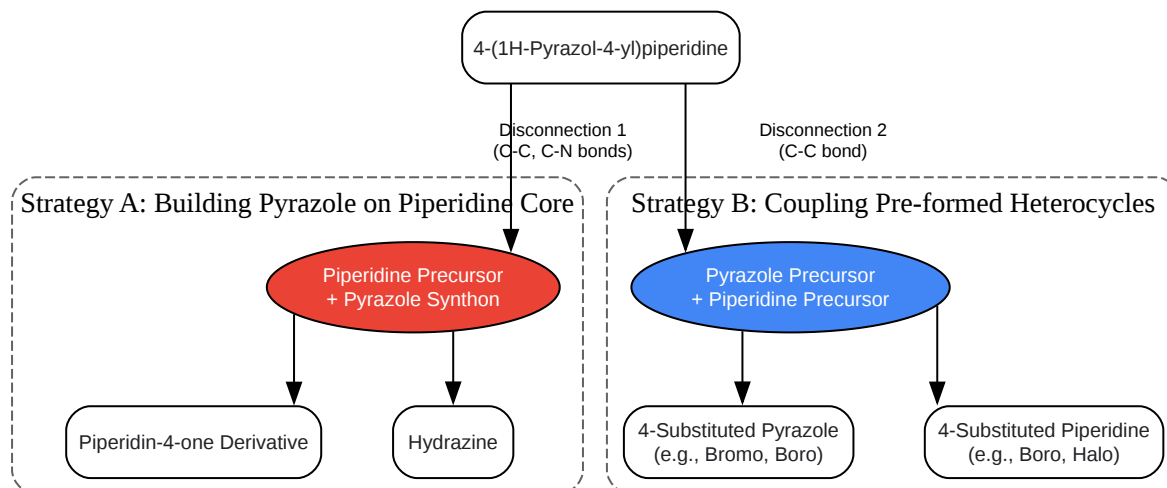 4-(1H-Pyrazol-4-yl)piperidine
Disconnection 1
(C-C, C-N bonds)
Disconnection 2
(C-C bond)
Strategy A: Building Pyrazole on Piperidine Core
Piperidine Precursor
+ Pyrazole Synthon
Piperidin-4-one Derivative
Hydrazine
Strategy B: Coupling Pre-formed Heterocycles
Pyrazole Precursor
+ Piperidine Precursor
4-Substituted Pyrazole
(e.g., Bromo, Boro)
4-Substituted Piperidine
(e.g., Boro, Halo)